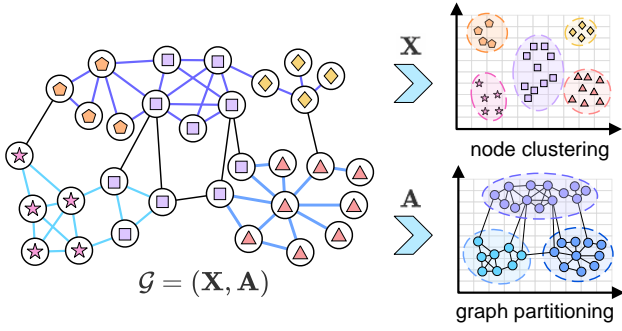 X
node clustering
A
graph partitioning
𝒢 = (X, A)